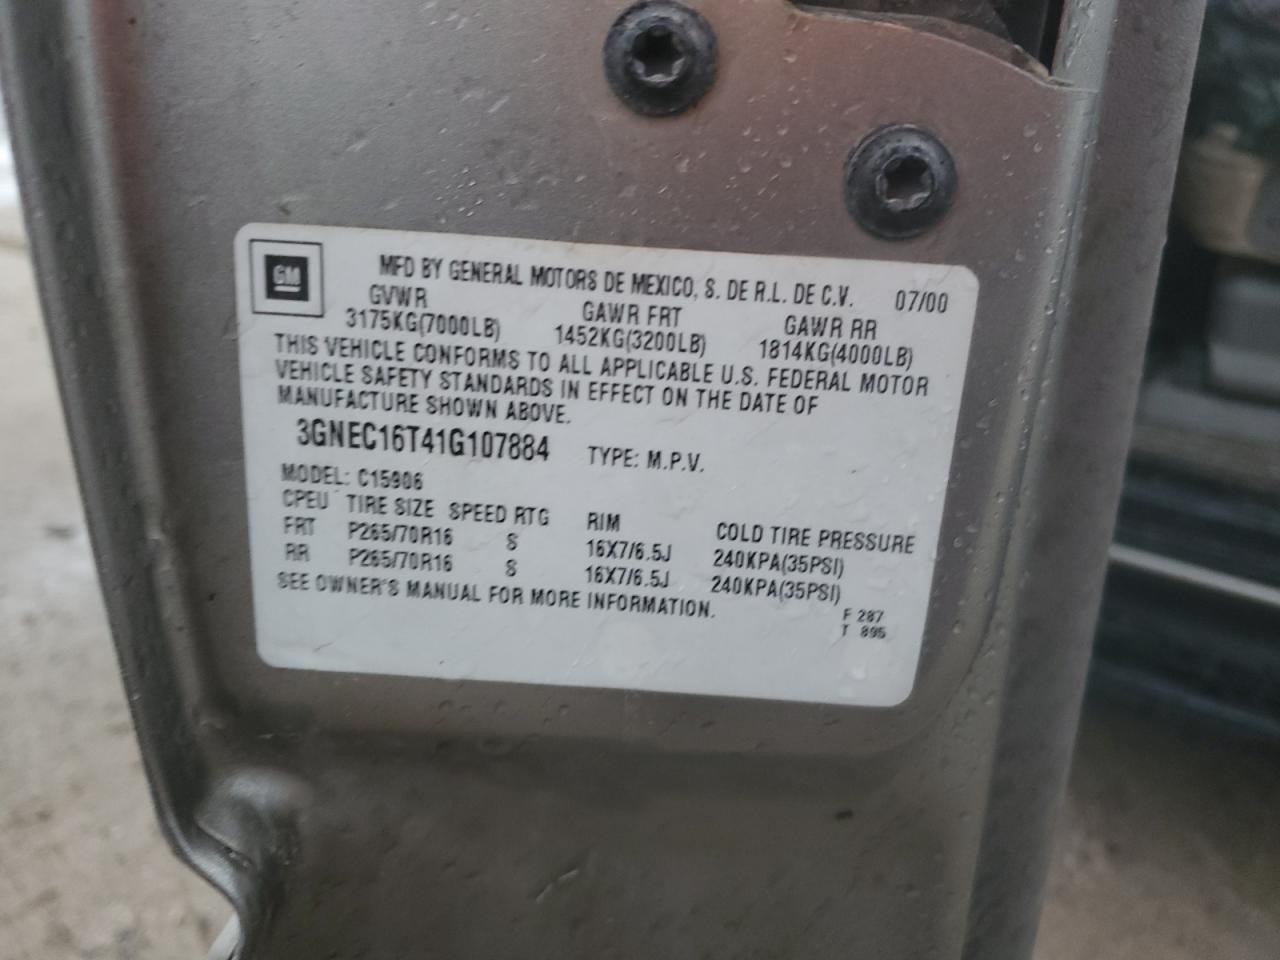 GM
MFD BY GENERAL MOTORS DE MEXICO, S. DE R.L. DE C.V. 07/00
GVWR GAWR FRT GAWR RR
3175KG(7000LB) 1452KG(3200LB) 1814KG(4000LB)
THIS VEHICLE CONFORMS TO ALL APPLICABLE U.S. FEDERAL MOTOR
VEHICLE SAFETY STANDARDS IN EFFECT ON THE DATE OF
MANUFACTURE SHOWN ABOVE.
3GNEC16T41G107884 TYPE: M.P.V.
MODEL: C15906
CPEU TIRE SIZE SPEED RTG RIM COLD TIRE PRESSURE
FRT P265/70R16 S 16X7/6.5J 240KPA(35PSI)
RR P265/70R16 S 16X7/6.5J 240KPA(35PSI)
SEE OWNER'S MANUAL FOR MORE INFORMATION.
F 287
T 895